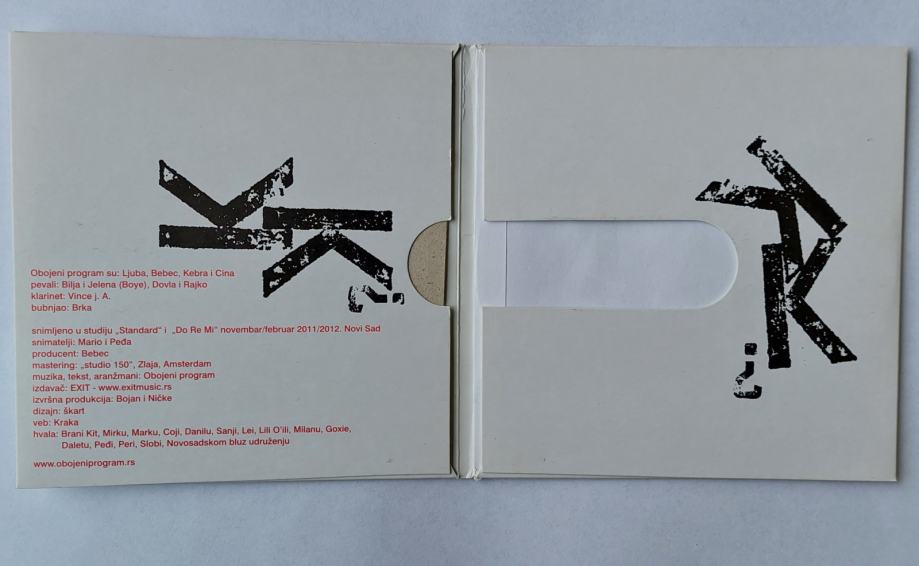 K K ?
Obojeni program su: Ljuba, Bebec, Kebra i Cina
pevali: Bilja i Jelena (Boye), Dovla i Rajko
klarinet: Vince j. A.
bubnjao: Brka
snimljeno u studiju „Standard“ i „Do Re Mi“ novembar/februar 2011/2012. Novi Sad
snimatelji: Mario i Peđa
producent: Bebec
mastering: „studio 150”, Zlaja, Amsterdam
muzika, tekst, aranžmani: Obojeni program
izdavač: EXIT - www.exitmusic.rs
izvršna produkcija: Bojan i Ničke
dizajn: škart
veb: Kraka
hvala: Brani Kit, Mirku, Marku, Coji, Danilu, Sanji, Lei, Lili O'ili, Milanu, Goxie,
Daletu, Peđi, Peri, Slobi, Novosadskom bluz udruženju
www.obojeniprogram.rs
K K ?